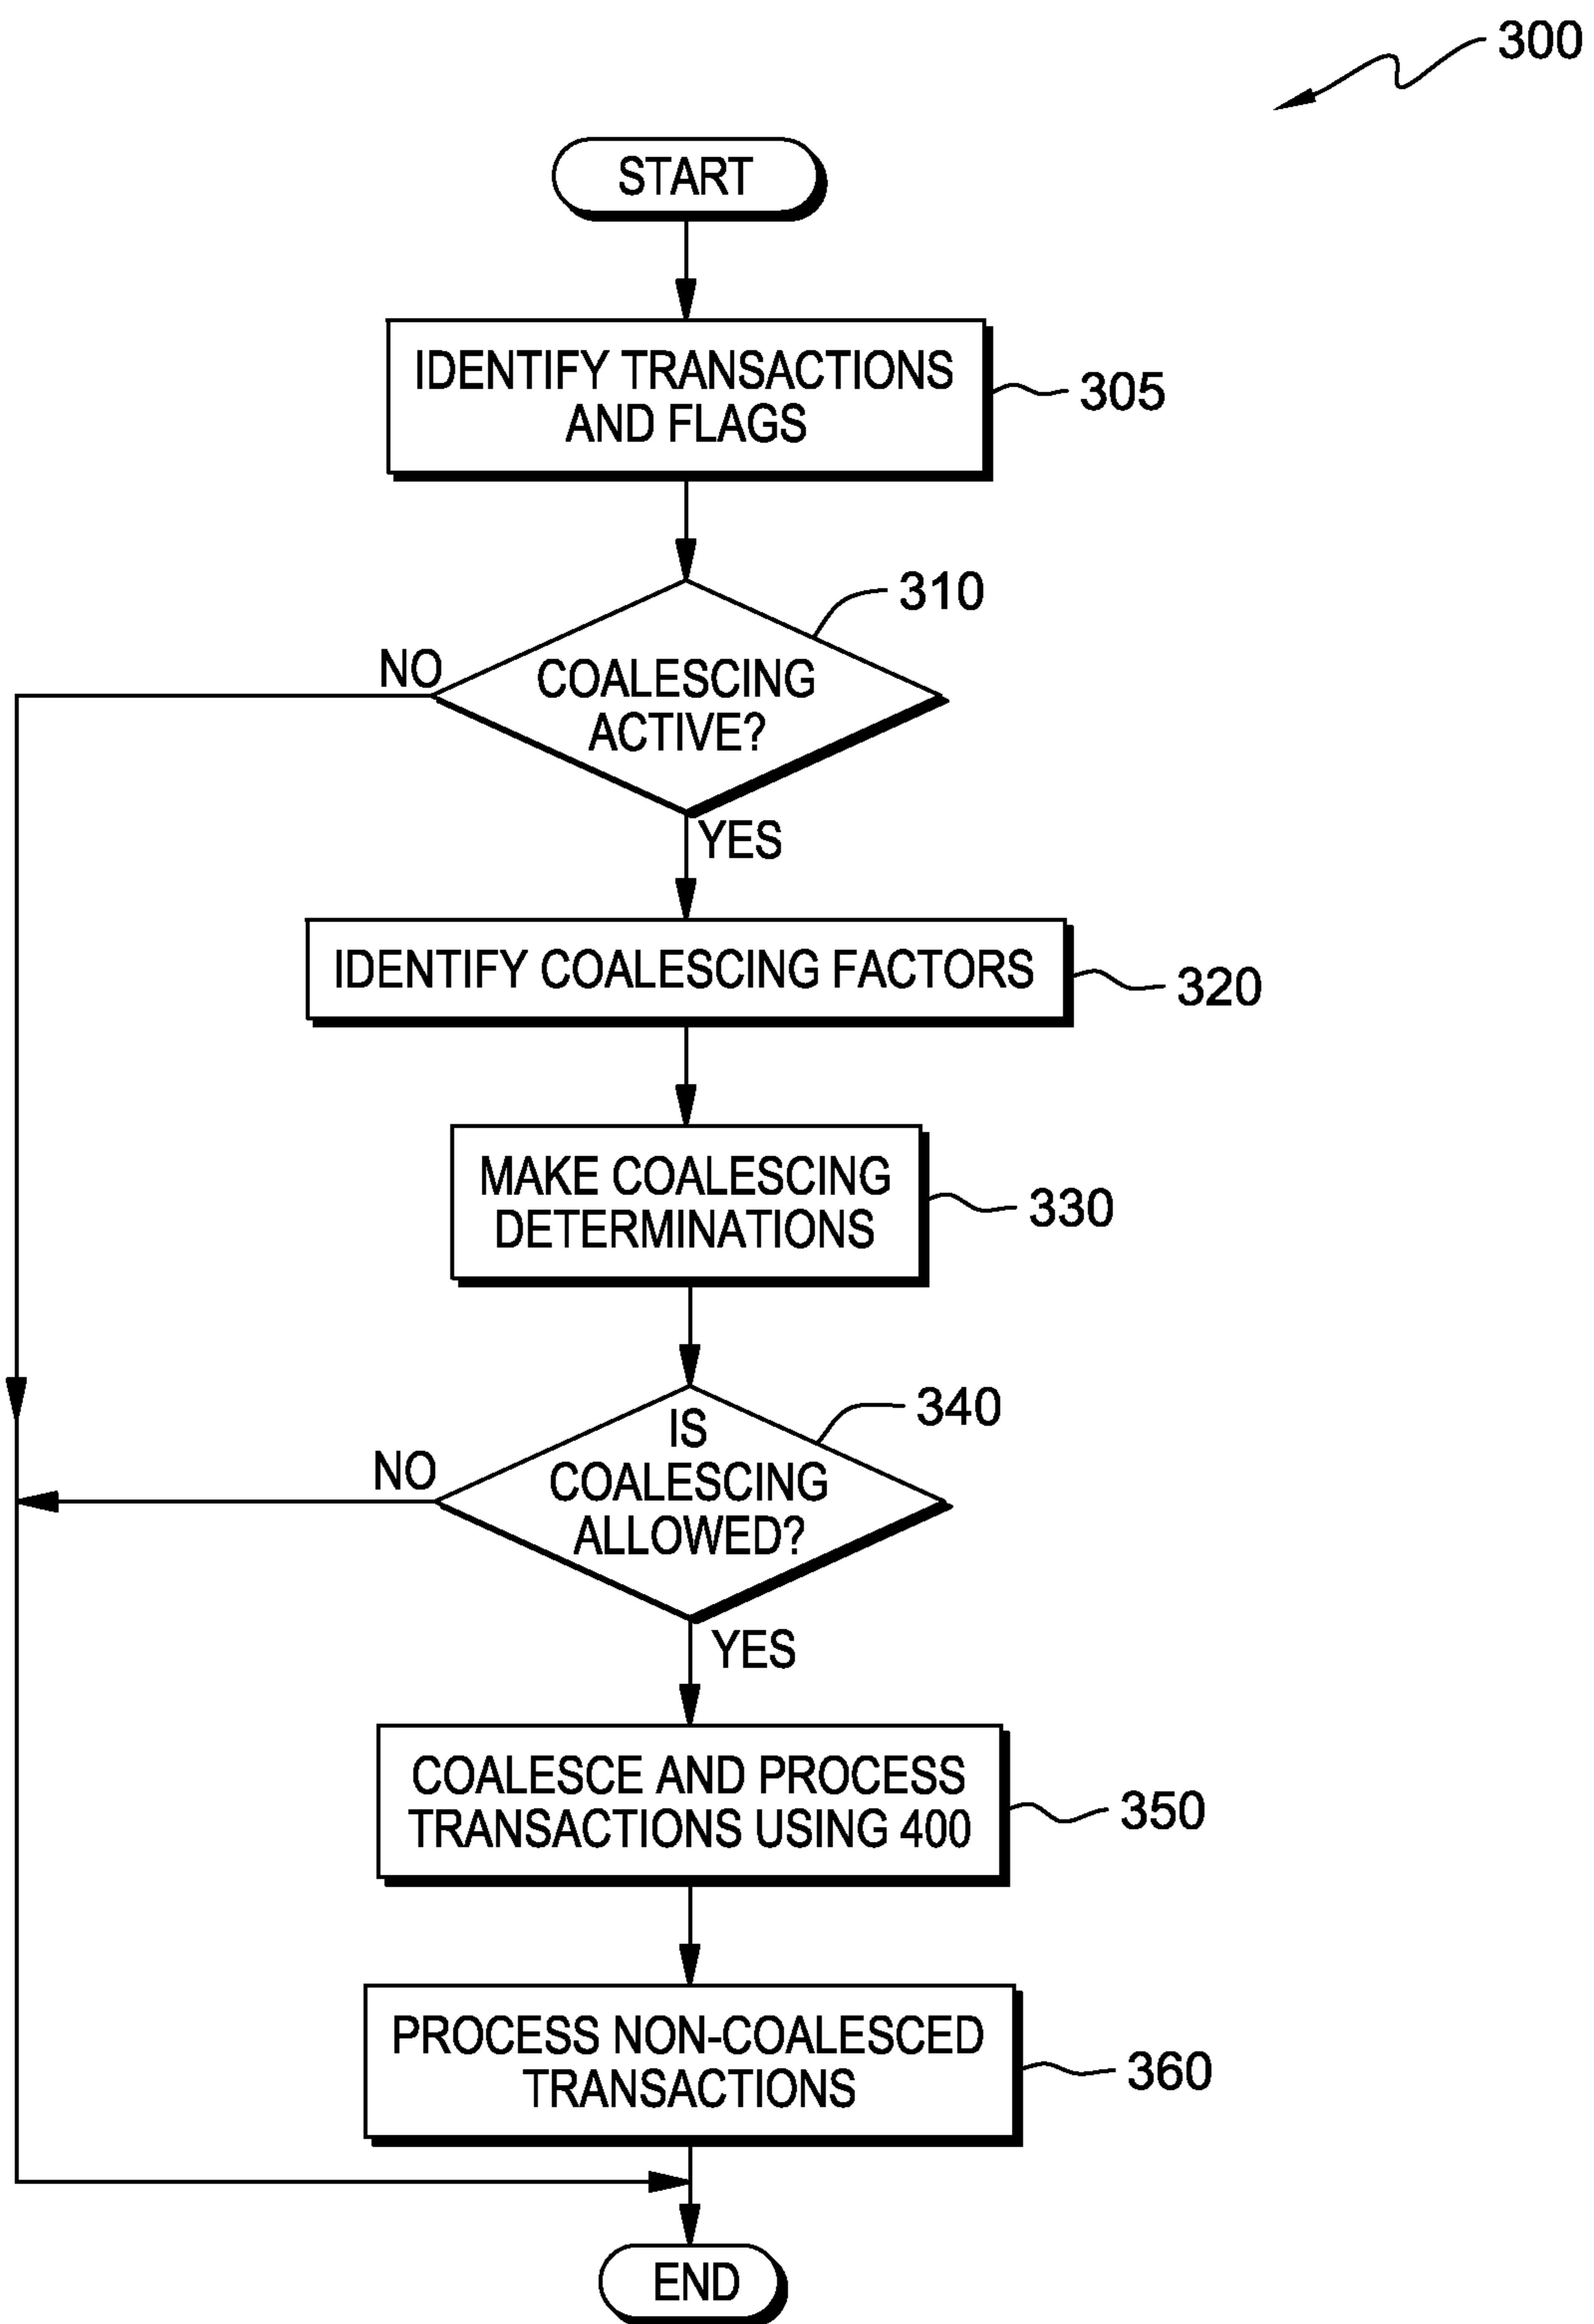 300
START
IDENTIFY TRANSACTIONS
AND FLAGS
305
310
NO
COALESCING
ACTIVE?
YES
IDENTIFY COALESCING FACTORS
320
MAKE COALESCING
DETERMINATIONS
330
340
IS
NO
COALESCING
ALLOWED?
YES
COALESCE AND PROCESS
TRANSACTIONS USING 400
350
PROCESS NON-COALESCED
TRANSACTIONS
360
END